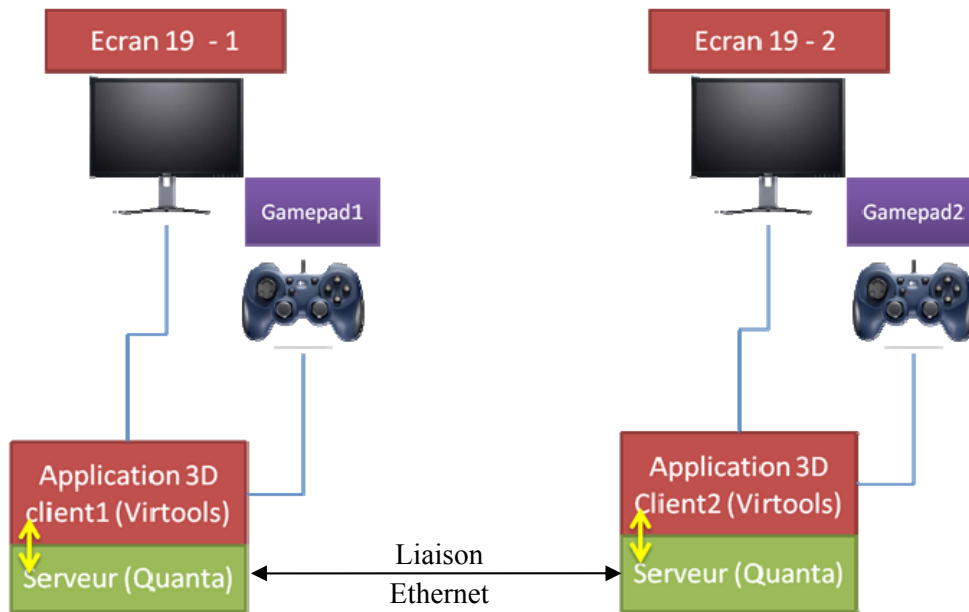 Ecran 19 - 1
Ecran 19 - 2
Gamepad1
Gamepad2
Application 3D
client1 (Virtools)
Serveur (Quanta)
Application 3D
Client2 (Virtools)
Serveur (Quanta)
Liaison
Ethernet